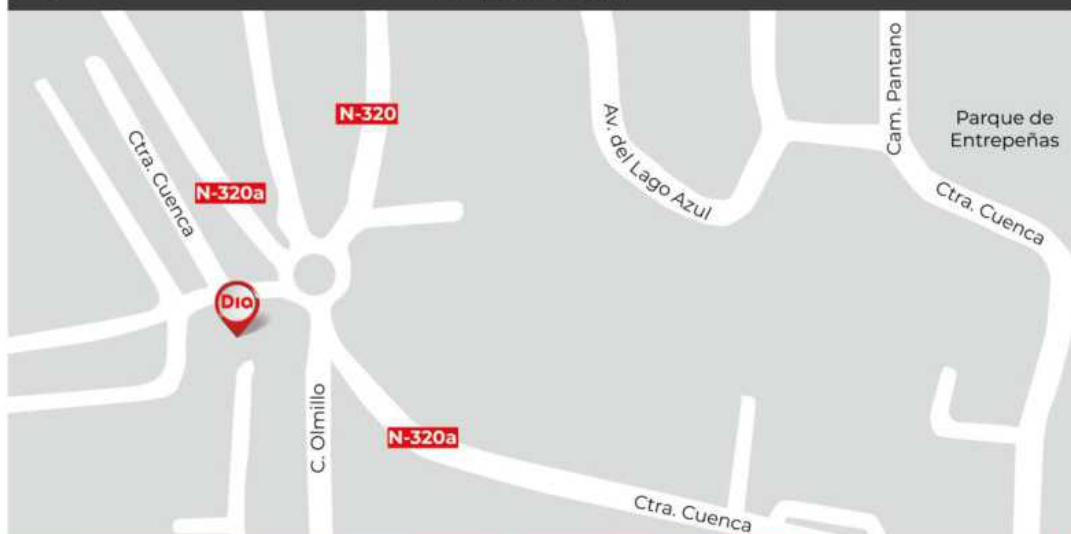 N-320
Cam. Pantano
Parque de
Entrepeñas
Av. del Lago Azul
Ctra. Cuenca
N-320a
Ctra. Cuenca
Dia
C. Olmillo
N-320a
Ctra. Cuenca